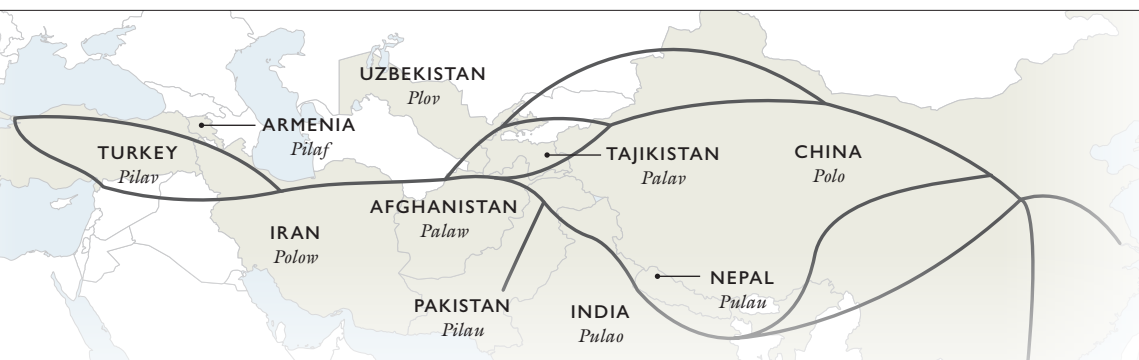 UZBEKISTAN
Plov
ARMENIA
Pilaf
TURKEY
Pilav
TAJIKISTAN
Palav
CHINA
Polo
AFGHANISTAN
Palaw
IRAN
Polow
NEPAL
Pulau
PAKISTAN
Pilau
INDIA
Pulao